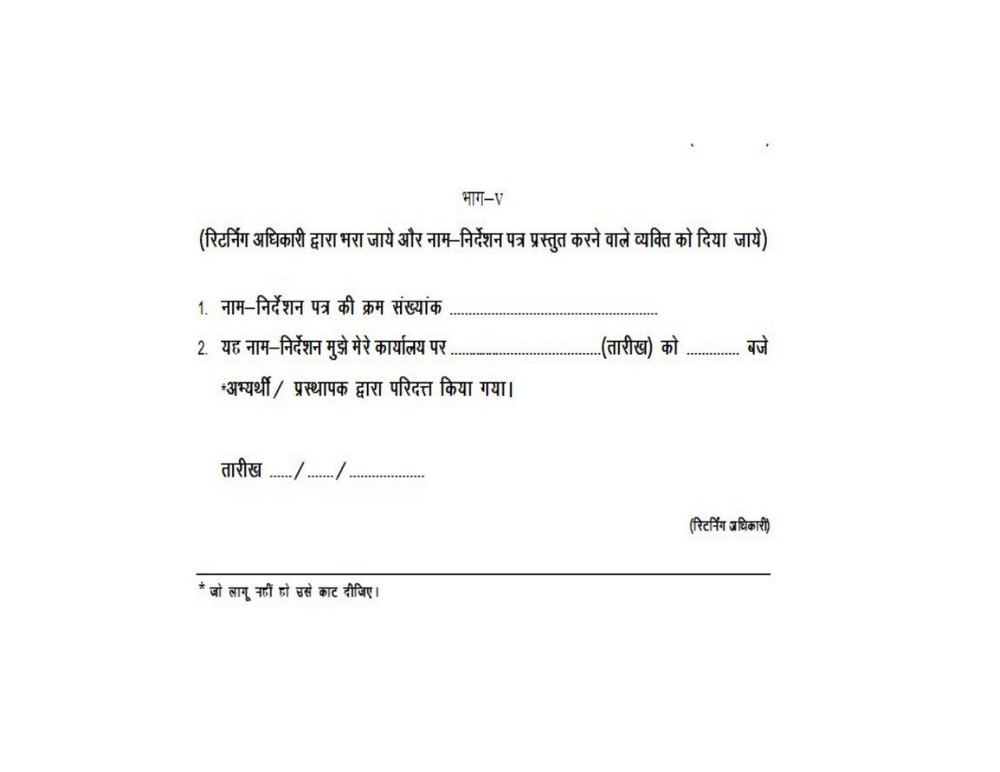 भाग–V
(रिटर्निंग अधिकारी द्वारा भरा जाये और नाम–निर्देशन पत्र प्रस्तुत करने वाले व्यक्ति को दिया जाये)
1. नाम–निर्देशन पत्र की क्रम संख्यांक ........................................................
2. यह नाम–निर्देशन मुझे मेरे कार्यालय पर .........................................(तारीख) को .............. बजे
*अभ्यर्थी / प्रस्थापक द्वारा परिदत्त किया गया।
तारीख ...... / ....... / ....................
(रिटर्निंग अधिकारी)
* जो लागू नहीं हो उसे काट दीजिए।